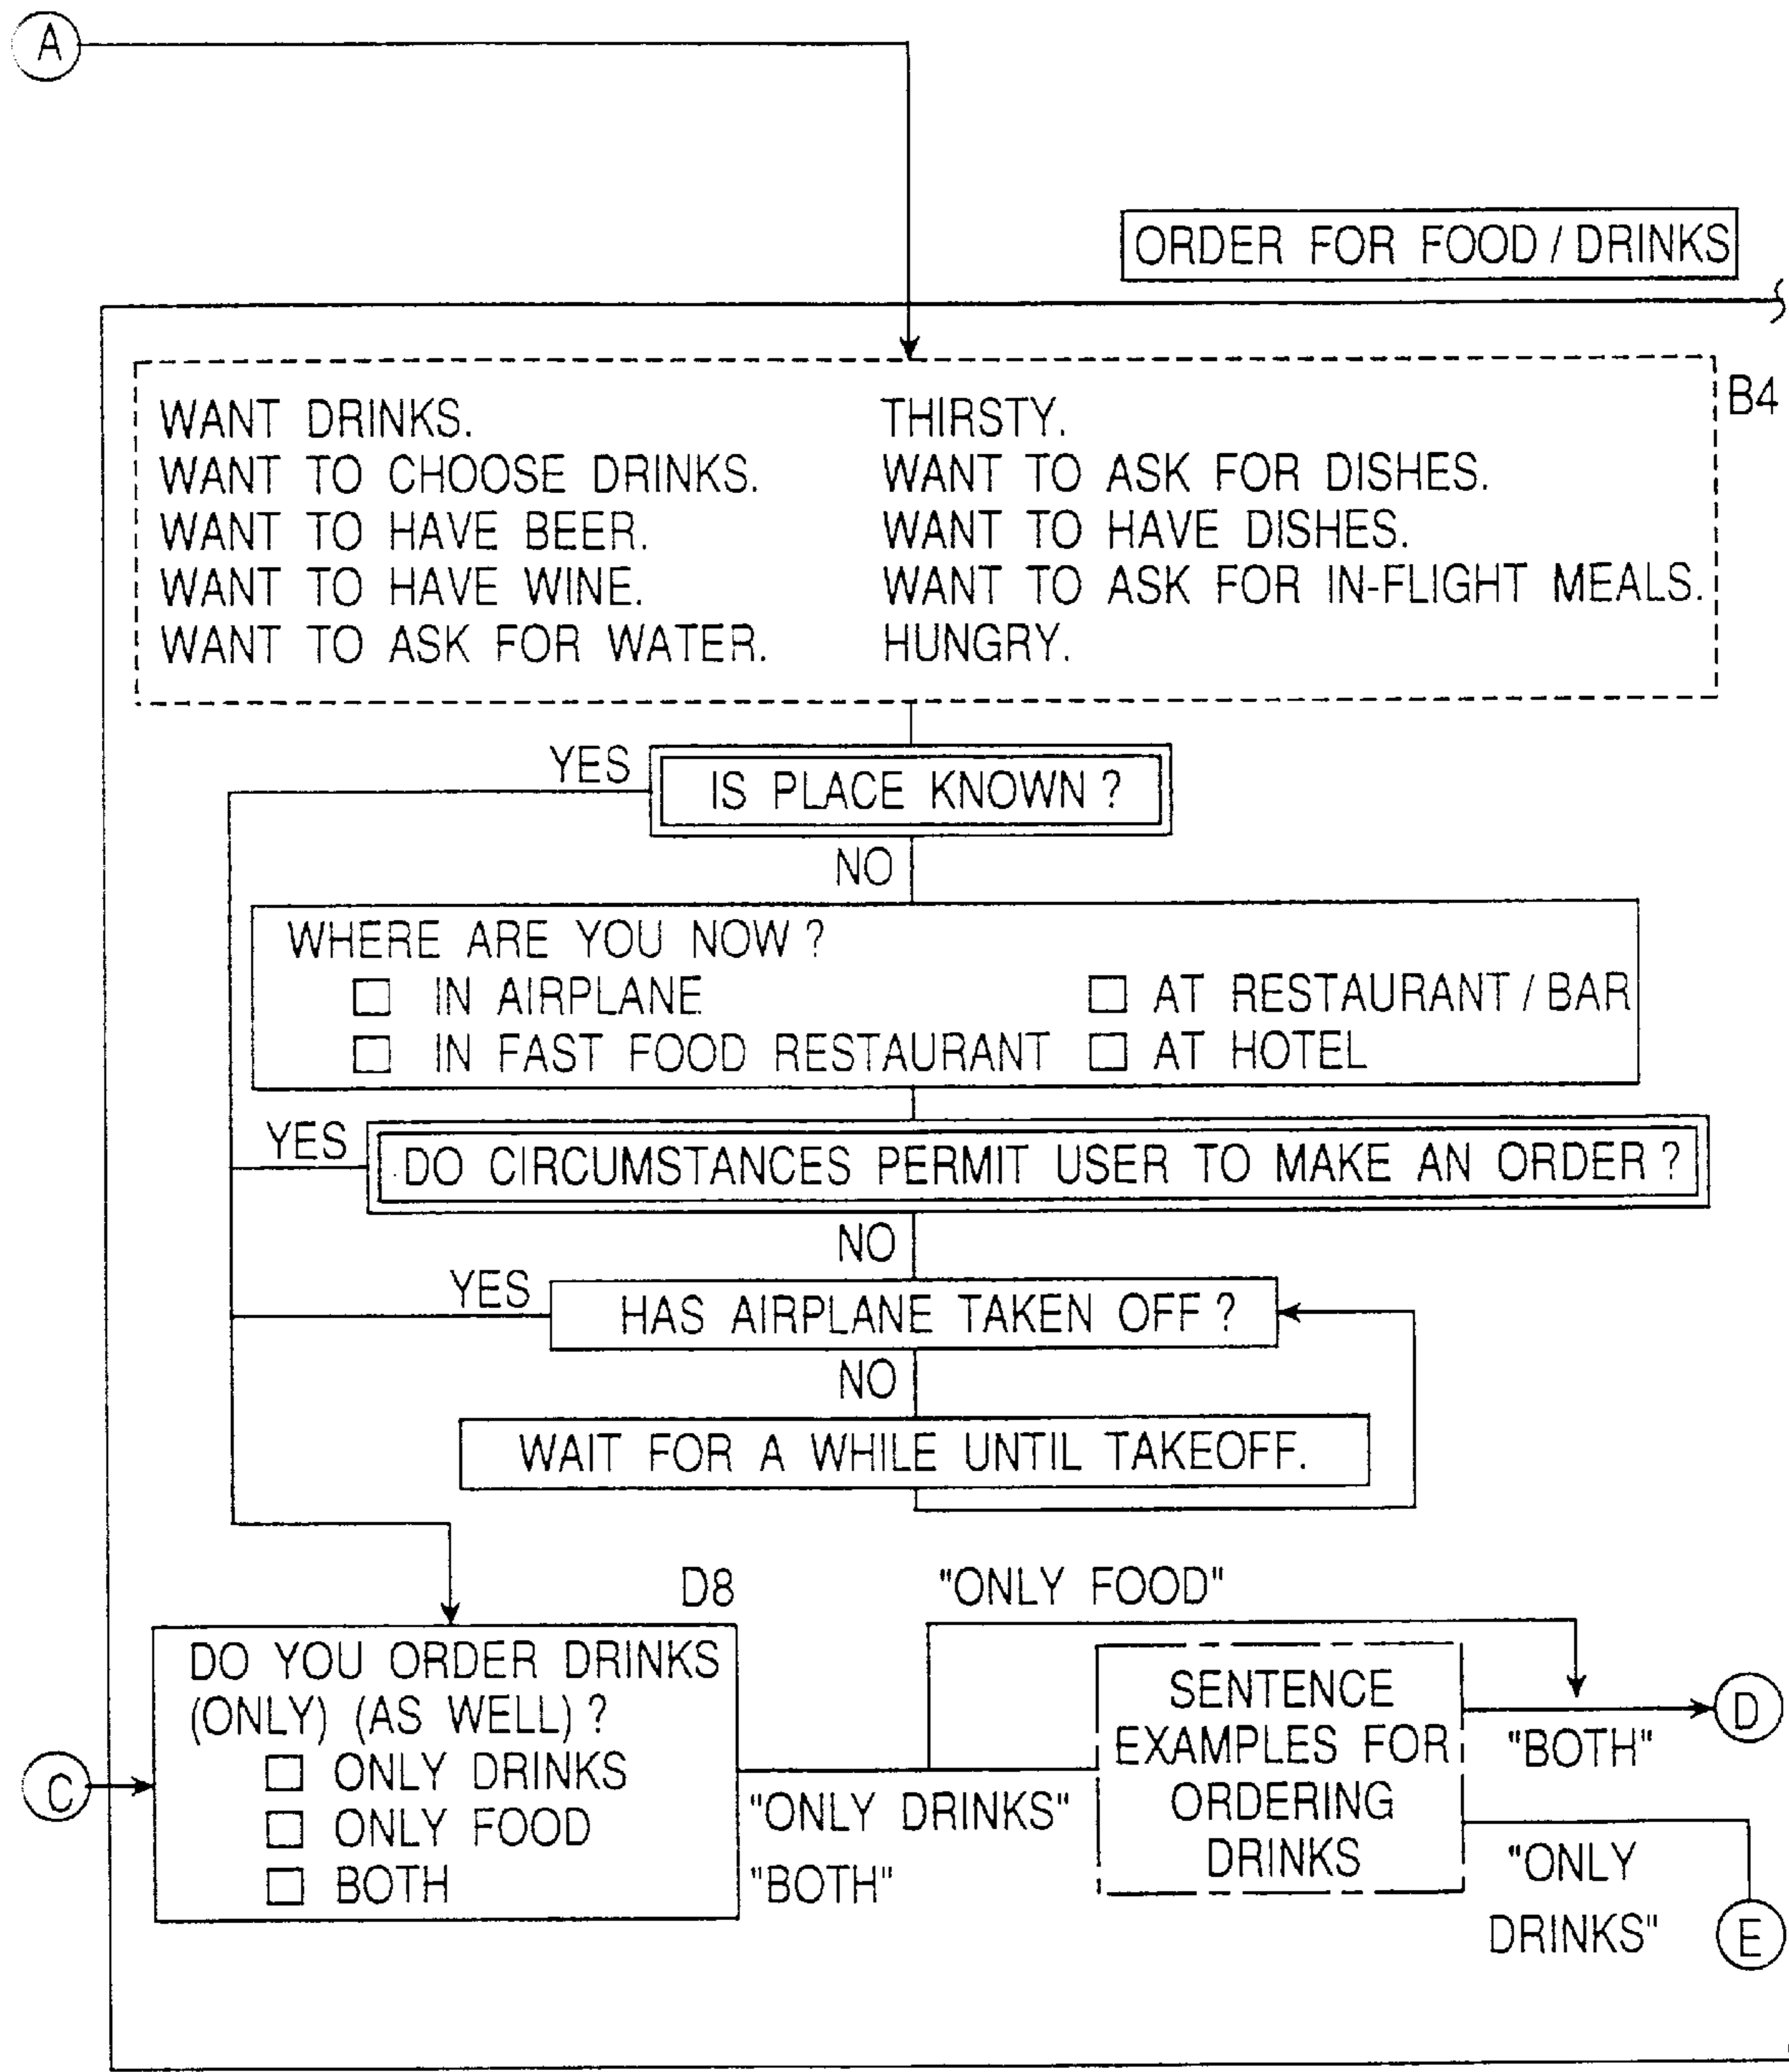 A
ORDER FOR FOOD / DRINKS
B4
WANT DRINKS.
WANT TO CHOOSE DRINKS.
WANT TO HAVE BEER.
WANT TO HAVE WINE.
WANT TO ASK FOR WATER.
THIRSTY.
WANT TO ASK FOR DISHES.
WANT TO HAVE DISHES.
WANT TO ASK FOR IN-FLIGHT MEALS.
HUNGRY.
YES
IS PLACE KNOWN ?
NO
WHERE ARE YOU NOW ?
□ IN AIRPLANE
□ AT RESTAURANT / BAR
□ IN FAST FOOD RESTAURANT
□ AT HOTEL
YES
DO CIRCUMSTANCES PERMIT USER TO MAKE AN ORDER ?
NO
YES
HAS AIRPLANE TAKEN OFF ?
NO
WAIT FOR A WHILE UNTIL TAKEOFF.
D8
C
DO YOU ORDER DRINKS
(ONLY) (AS WELL) ?
□ ONLY DRINKS
□ ONLY FOOD
□ BOTH
"ONLY FOOD"
"ONLY DRINKS"
"BOTH"
SENTENCE
EXAMPLES FOR
ORDERING
DRINKS
D
"BOTH"
"ONLY
DRINKS"
E